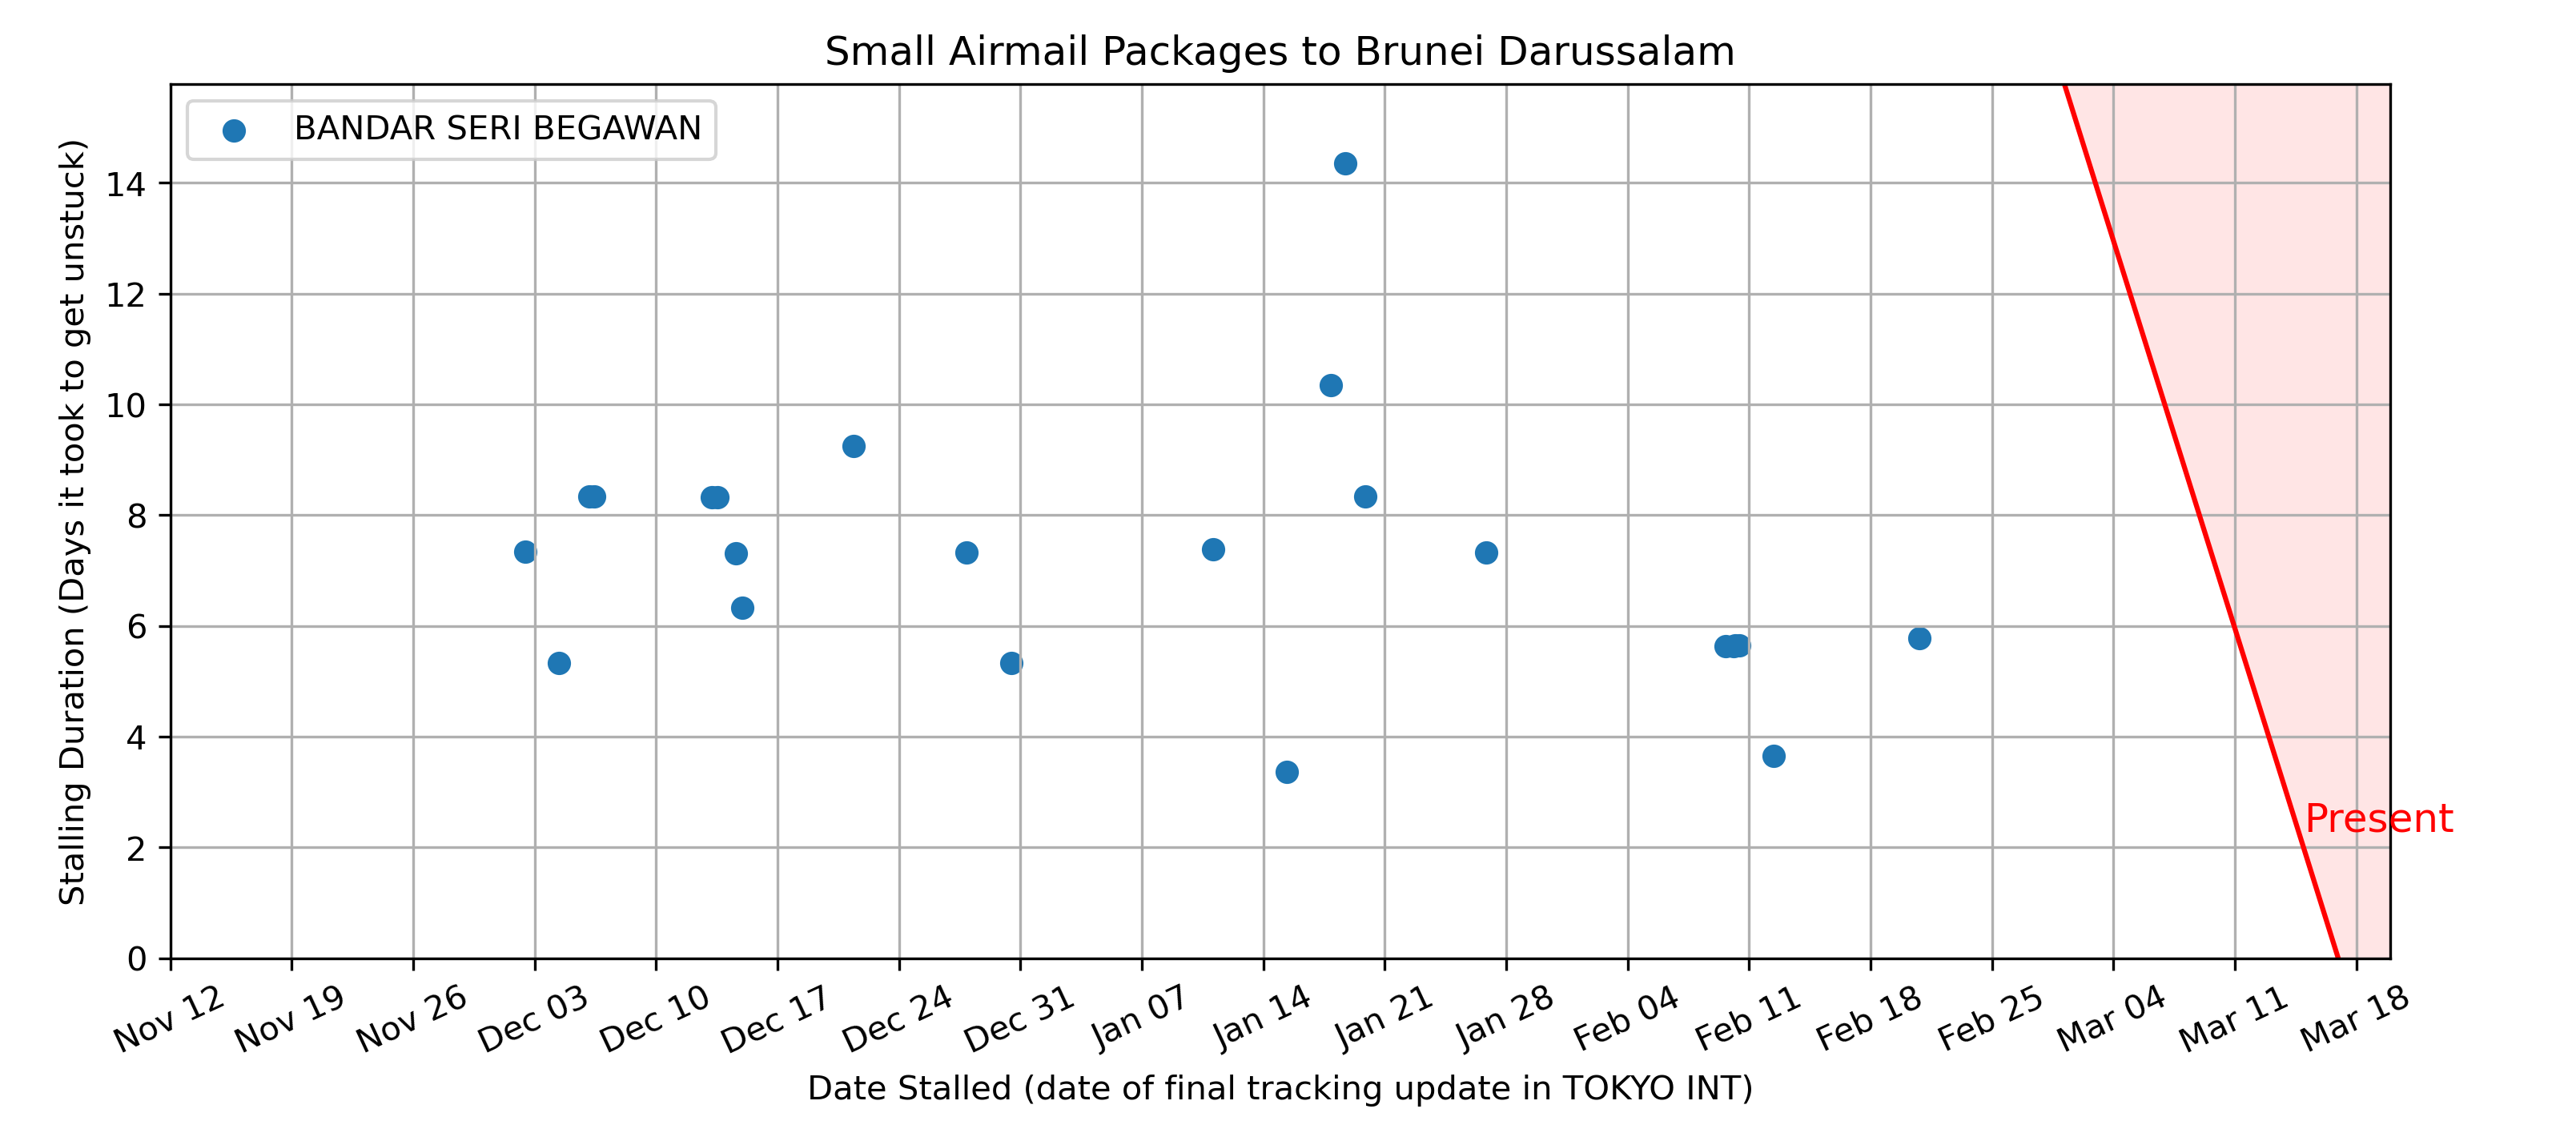 Small Airmail Packages to Brunei Darussalam
BANDAR SERI BEGAWAN
Stalling Duration (Days it took to get unstuck)
14
12
10
8
6
4
2
0
Present
Nov 12
Nov 19
Nov 26
Dec 03
Dec 10
Dec 17
Dec 24
Dec 31
Jan 07
Jan 14
Jan 21
Jan 28
Feb 04
Feb 11
Feb 18
Feb 25
Mar 04
Mar 11
Mar 18
Date Stalled (date of final tracking update in TOKYO INT)